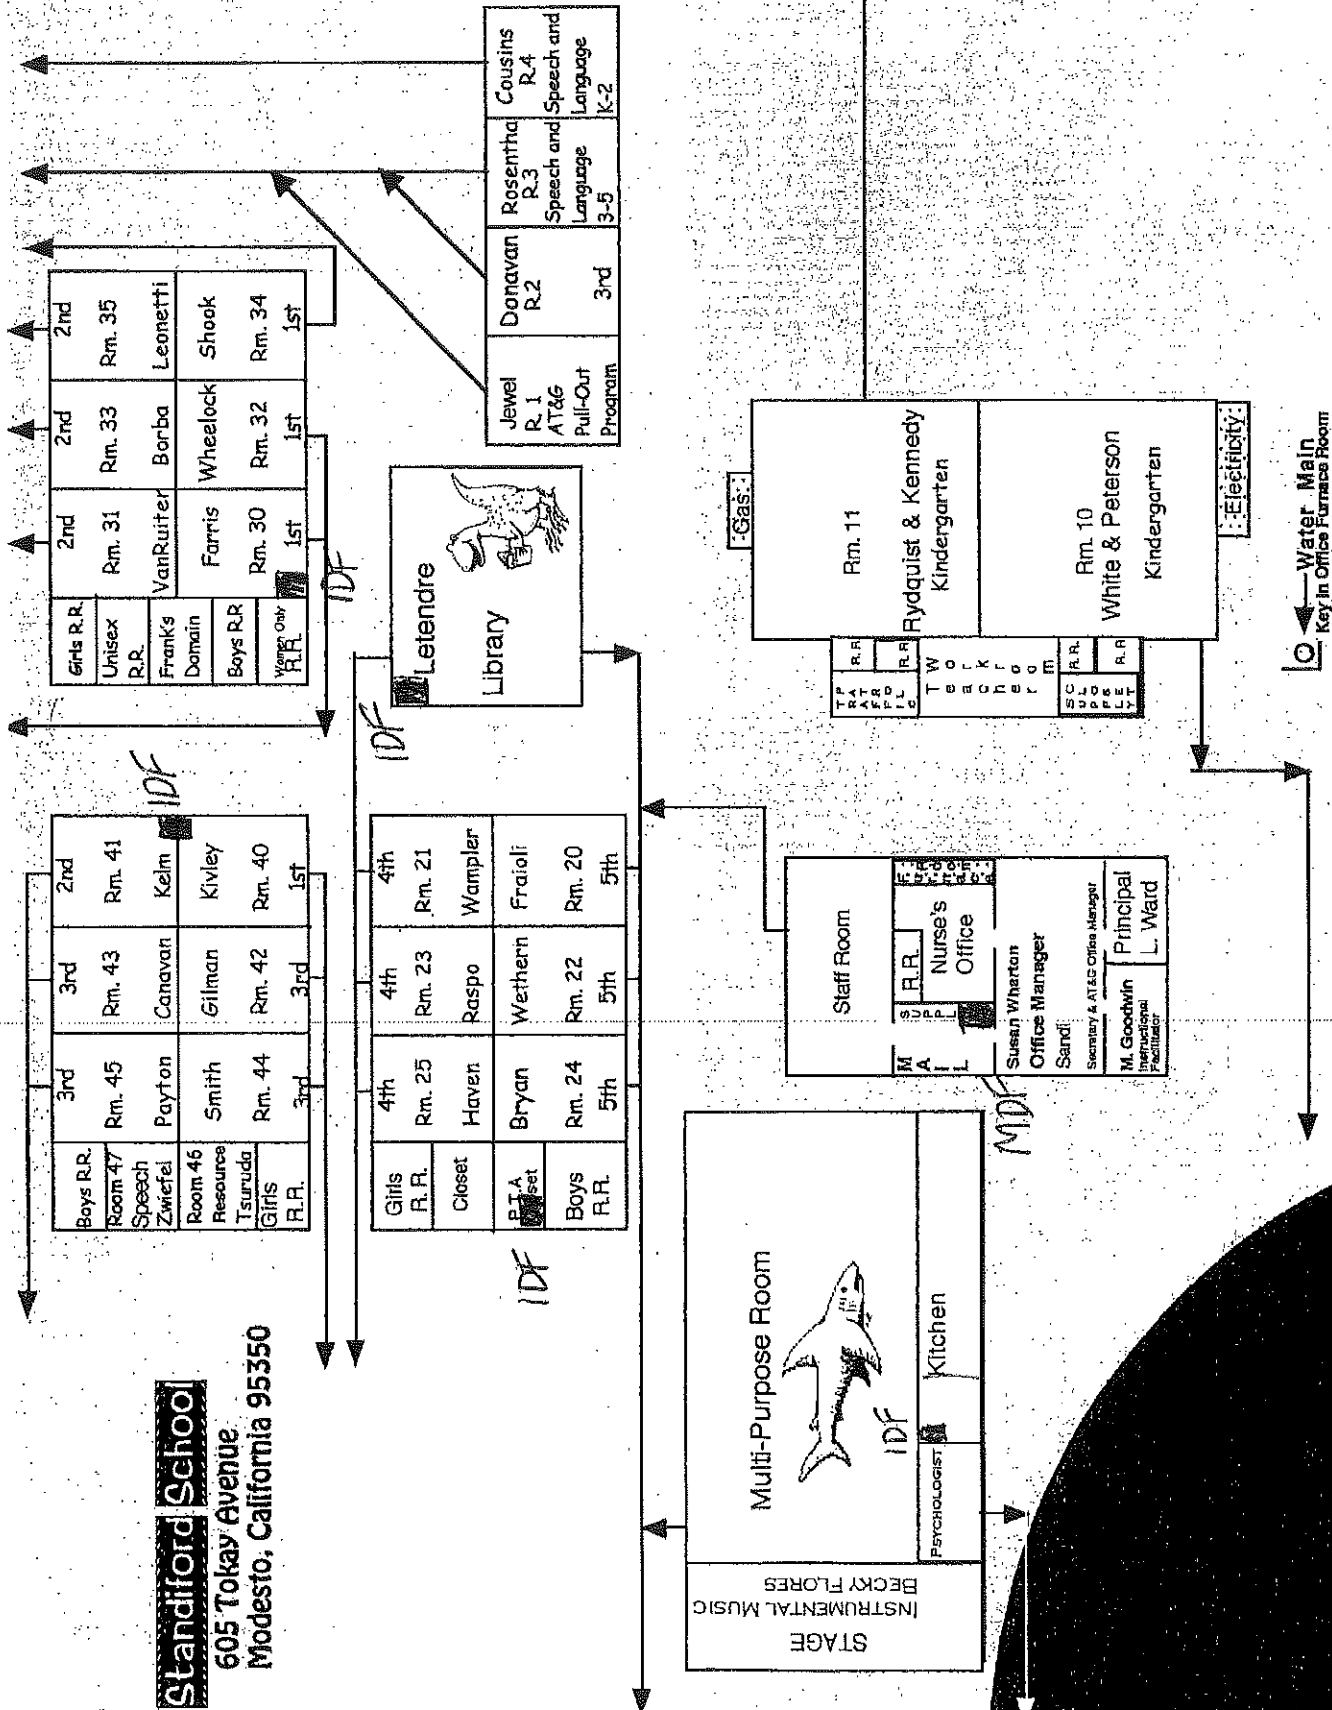 Standiford School
605 Tokay Avenue
Modesto, California 95350
Boys R.R.
Room 47
Speech
Zwiefel
Room 46
Resource
Tsuruda
Girls
R.R.
3rd
Rm. 45
Payton
Smith
Rm. 44
3rd
3rd
Rm. 43
Canavan
Gilman
Rm. 42
3rd
2nd
Rm. 41
Kelm
Kivley
Rm. 40
1st
IDF
Girls R.R.
Unisex
R.R.
Frank's
Domain
Boys R.R
Women Only
R.R.
2nd
Rm. 31
VanRuiter
Farris
Rm. 30
1st
2nd
Rm. 33
Borba
Wheelock
Rm. 32
1st
2nd
Rm. 35
Leonetti
Shook
Rm. 34
1st
IDF
Girls
R.R.
Closet
P.T.A
set
Boys
R.R.
IDF
4th
Rm. 25
Haven
Bryan
Rm. 24
5th
4th
Rm. 23
Raspo
Wethern
Rm. 22
5th
4th
Rm. 21
Wampler
Fraioli
Rm. 20
5th
IDF
Letendre
Library
Jewel
R. 1
AT&G
Pull-Out
Program
Donavan
R.2
3rd
Rosentha
R.3
Speech and
Language
3-5
Cousins
R.4
Speech and
Language
K-2
STAGE
INSTRUMENTAL MUSIC
BECKY FLORES
Multi-Purpose Room
IDF
PSYCHOLOGIST
Kitchen
MDF
Staff Room
MAIL
SUPPL
R.R.
Nurse's
Office
Susan Wharton
Office Manager
Sandi
Secretary & AT&G Office Manager
M. Goodwin
Instructional
Facilitator
Principal
L. Ward
R.R
R.R
Teacher
Work
room
R.R.
R.R
Gas
Rm. 11
Rydquist & Kennedy
Kindergarten
Rm. 10
White & Peterson
Kindergarten
Electricity
O Water Main
Key in Office Furnace Room